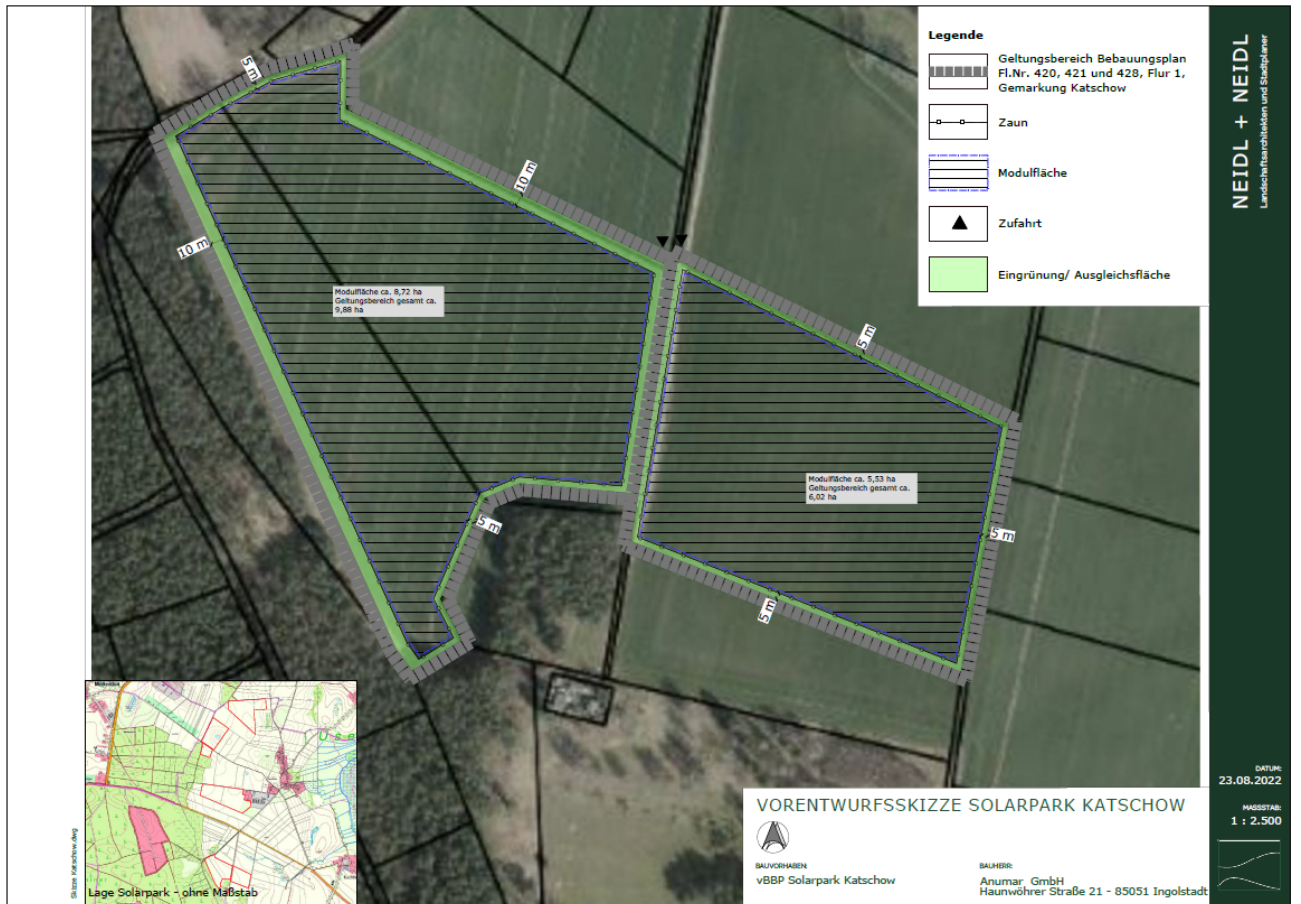 Legende
Geltungsbereich Bebauungsplan
Fl.Nr. 420, 421 und 428, Flur 1,
Gemarkung Katschow
Zaun
Modulfläche
Zufahrt
Eingrünung/ Ausgleichsfläche
NEIDL + NEIDL
Landschaftsarchitekten und Stadtplaner
5 m
10 m
10 m
Modulfläche ca. 8,72 ha
Geltungsbereich gesamt ca.
9,88 ha
5 m
Modulfläche ca. 5,53 ha
Geltungsbereich gesamt ca.
6,02 ha
5 m
5 m
5 m
Lage Solarpark - ohne Maßstab
Skizze Katschow.dwg
VORENTWURFSSKIZZE SOLARPARK KATSCHOW
BAUVORHABEN:
vBBP Solarpark Katschow
BAUHERR:
Anumar GmbH
Haunwöhrer Straße 21 - 85051 Ingolstadt
DATUM:
23.08.2022
MASSSTAB:
1 : 2.500